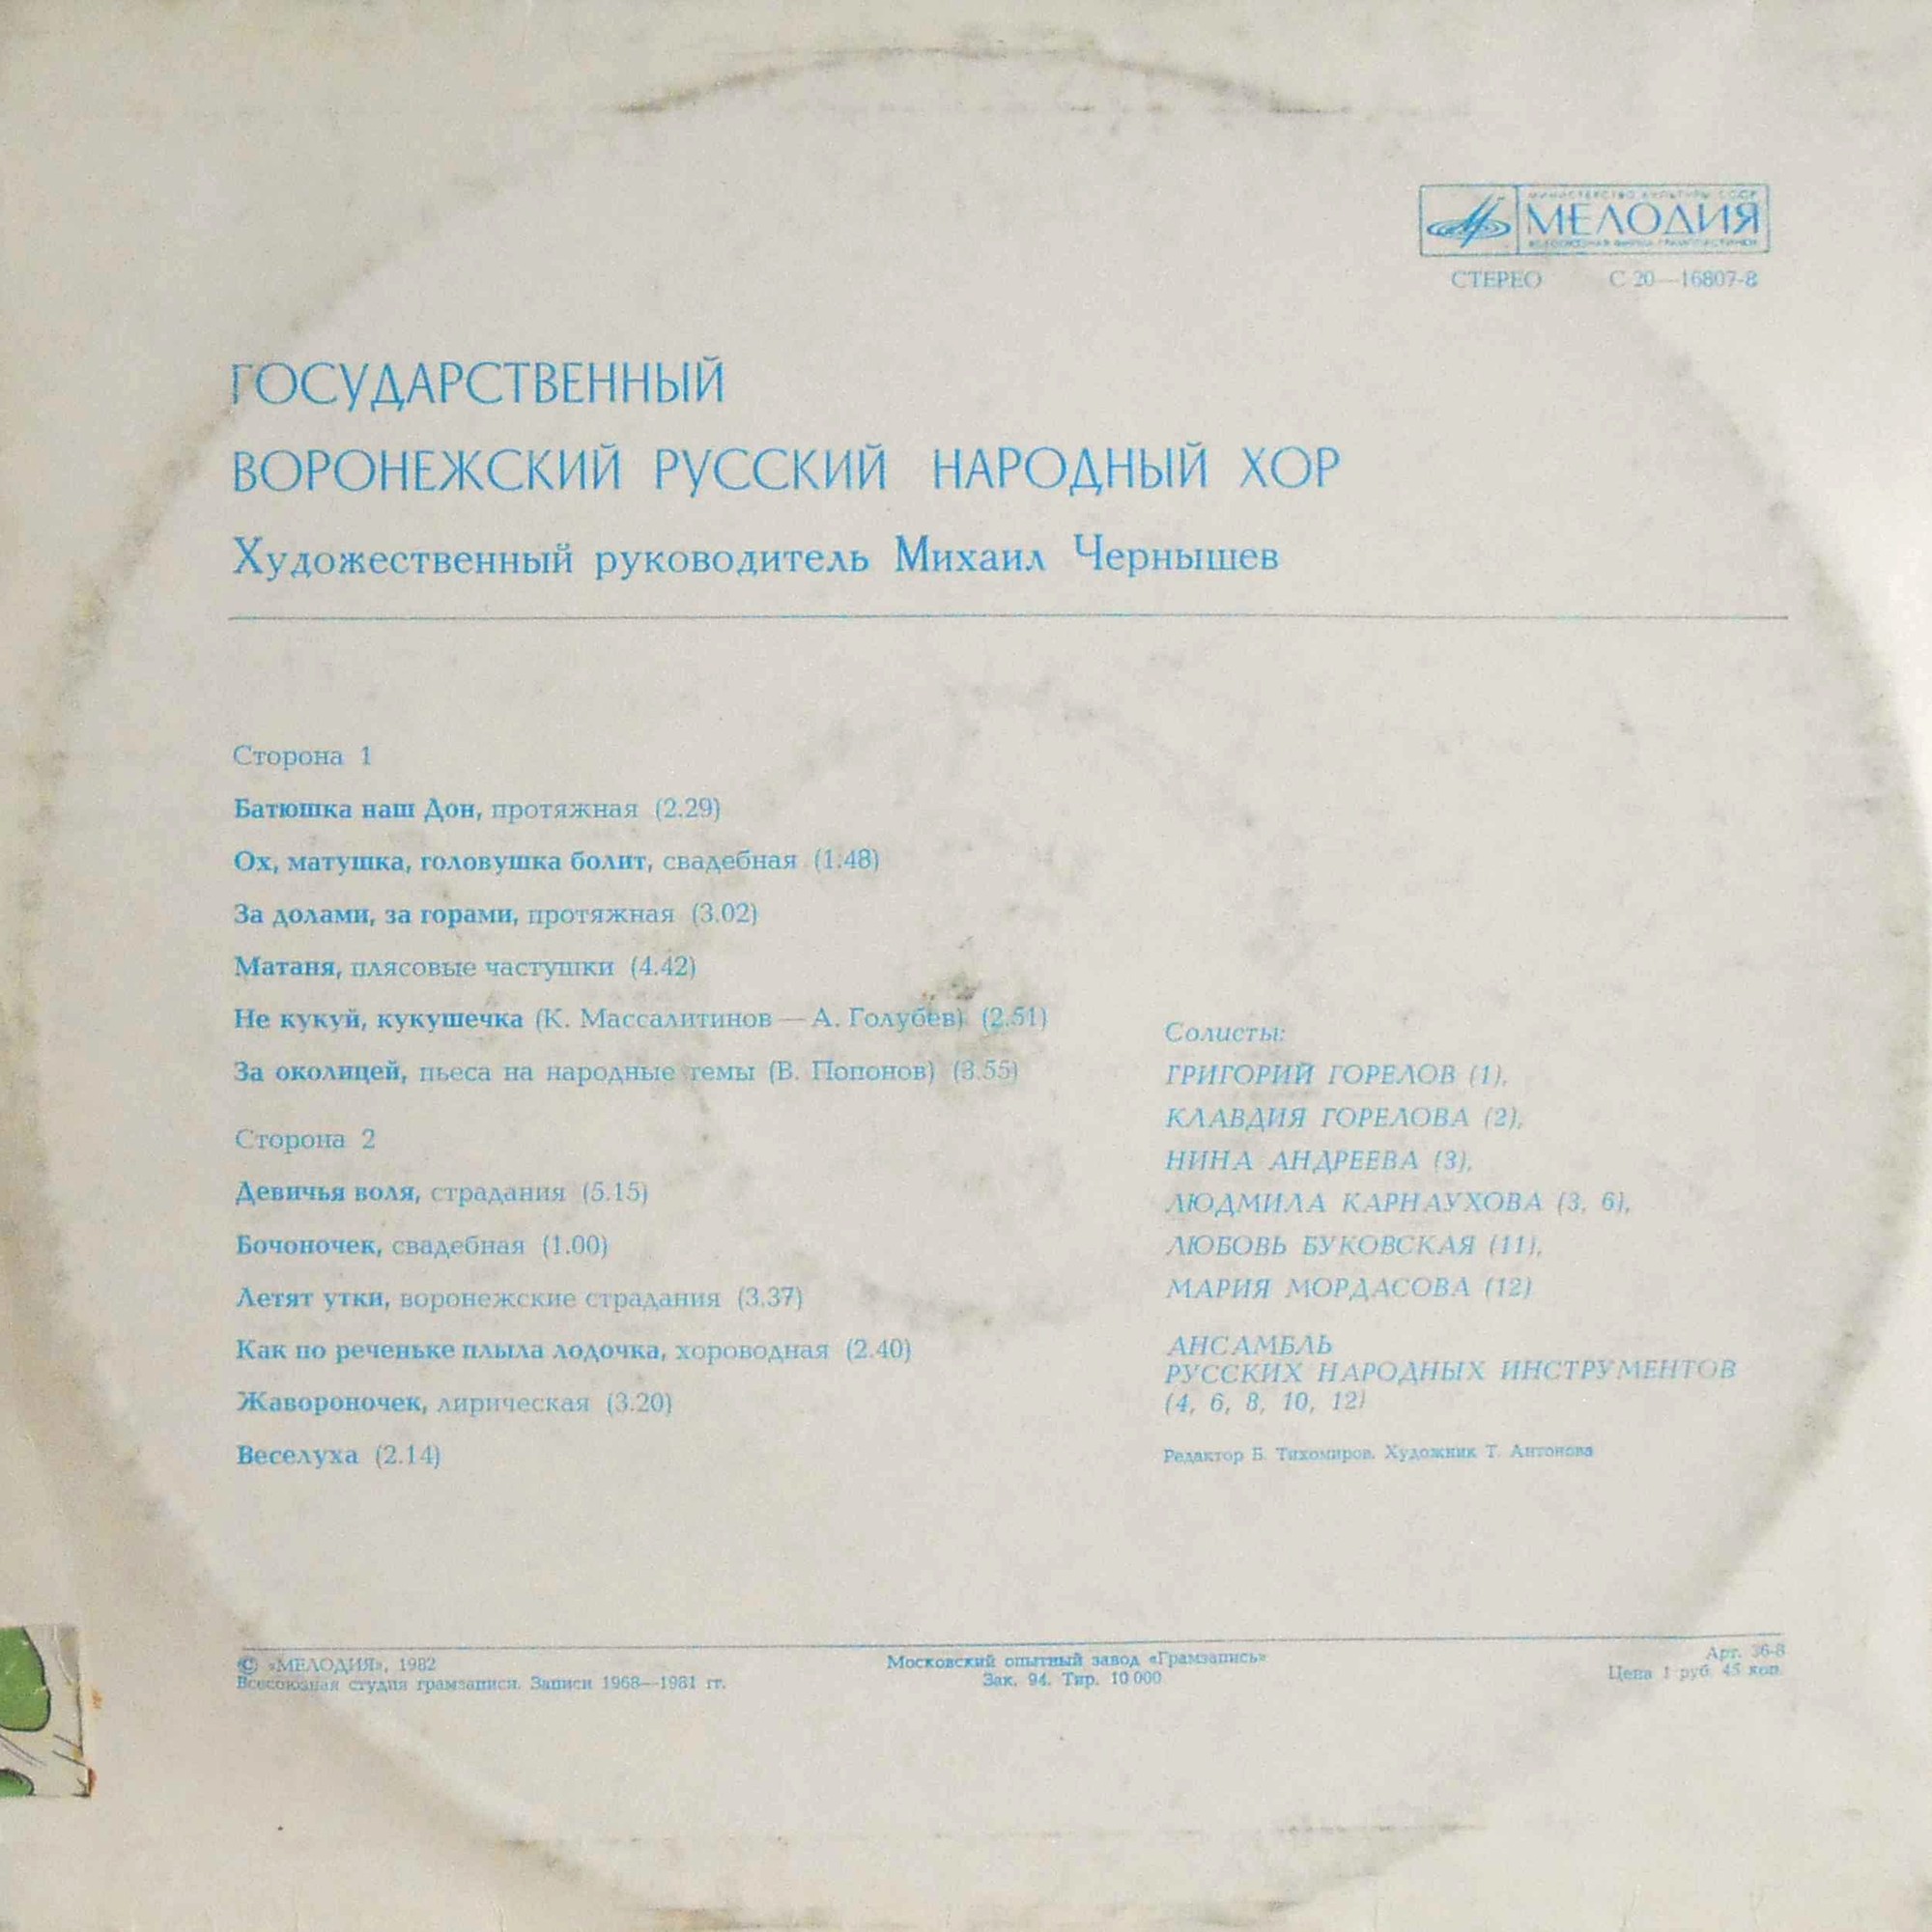 МИНИСТЕРСТВО КУЛЬТУРЫ СССР
МЕЛОДИЯ
ВСЕСОЮЗНАЯ ФИРМА ГРАМПЛАСТИНОК
СТЕРЕО С 20—16807-8
ГОСУДАРСТВЕННЫЙ
ВОРОНЕЖСКИЙ РУССКИЙ НАРОДНЫЙ ХОР
Художественный руководитель Михаил Чернышев
Сторона 1
Батюшка наш Дон, протяжная (2.29)
Ох, матушка, головушка болит, свадебная (1.48)
За долами, за горами, протяжная (3.02)
Матаня, плясовые частушки (4.42)
Не кукуй, кукушечка (К. Массалитинов — А. Голубев) (2.51)
За околицей, пьеса на народные темы (В. Попонов) (3.55)
Сторона 2
Девичья воля, страдания (5.15)
Бочоночек, свадебная (1.00)
Летят утки, воронежские страдания (3.37)
Как по реченьке плыла лодочка, хороводная (2.40)
Жавороночек, лирическая (3.20)
Веселуха (2.14)
Солисты:
ГРИГОРИЙ ГОРЕЛОВ (1),
КЛАВДИЯ ГОРЕЛОВА (2),
НИНА АНДРЕЕВА (3),
ЛЮДМИЛА КАРНАУХОВА (3, 6),
ЛЮБОВЬ БУКОВСКАЯ (11),
МАРИЯ МОРДАСОВА (12)
АНСАМБЛЬ
РУССКИХ НАРОДНЫХ ИНСТРУМЕНТОВ
(4, 6, 8, 10, 12)
Редактор Б. Тихомиров. Художник Т. Антонова
© «МЕЛОДИЯ», 1982
Всесоюзная студия грамзаписи. Записи 1968—1981 гг.
Московский опытный завод «Грамзапись»
Зак. 94. Тир. 10 000
Арт. 36-8
Цена 1 руб. 45 коп.